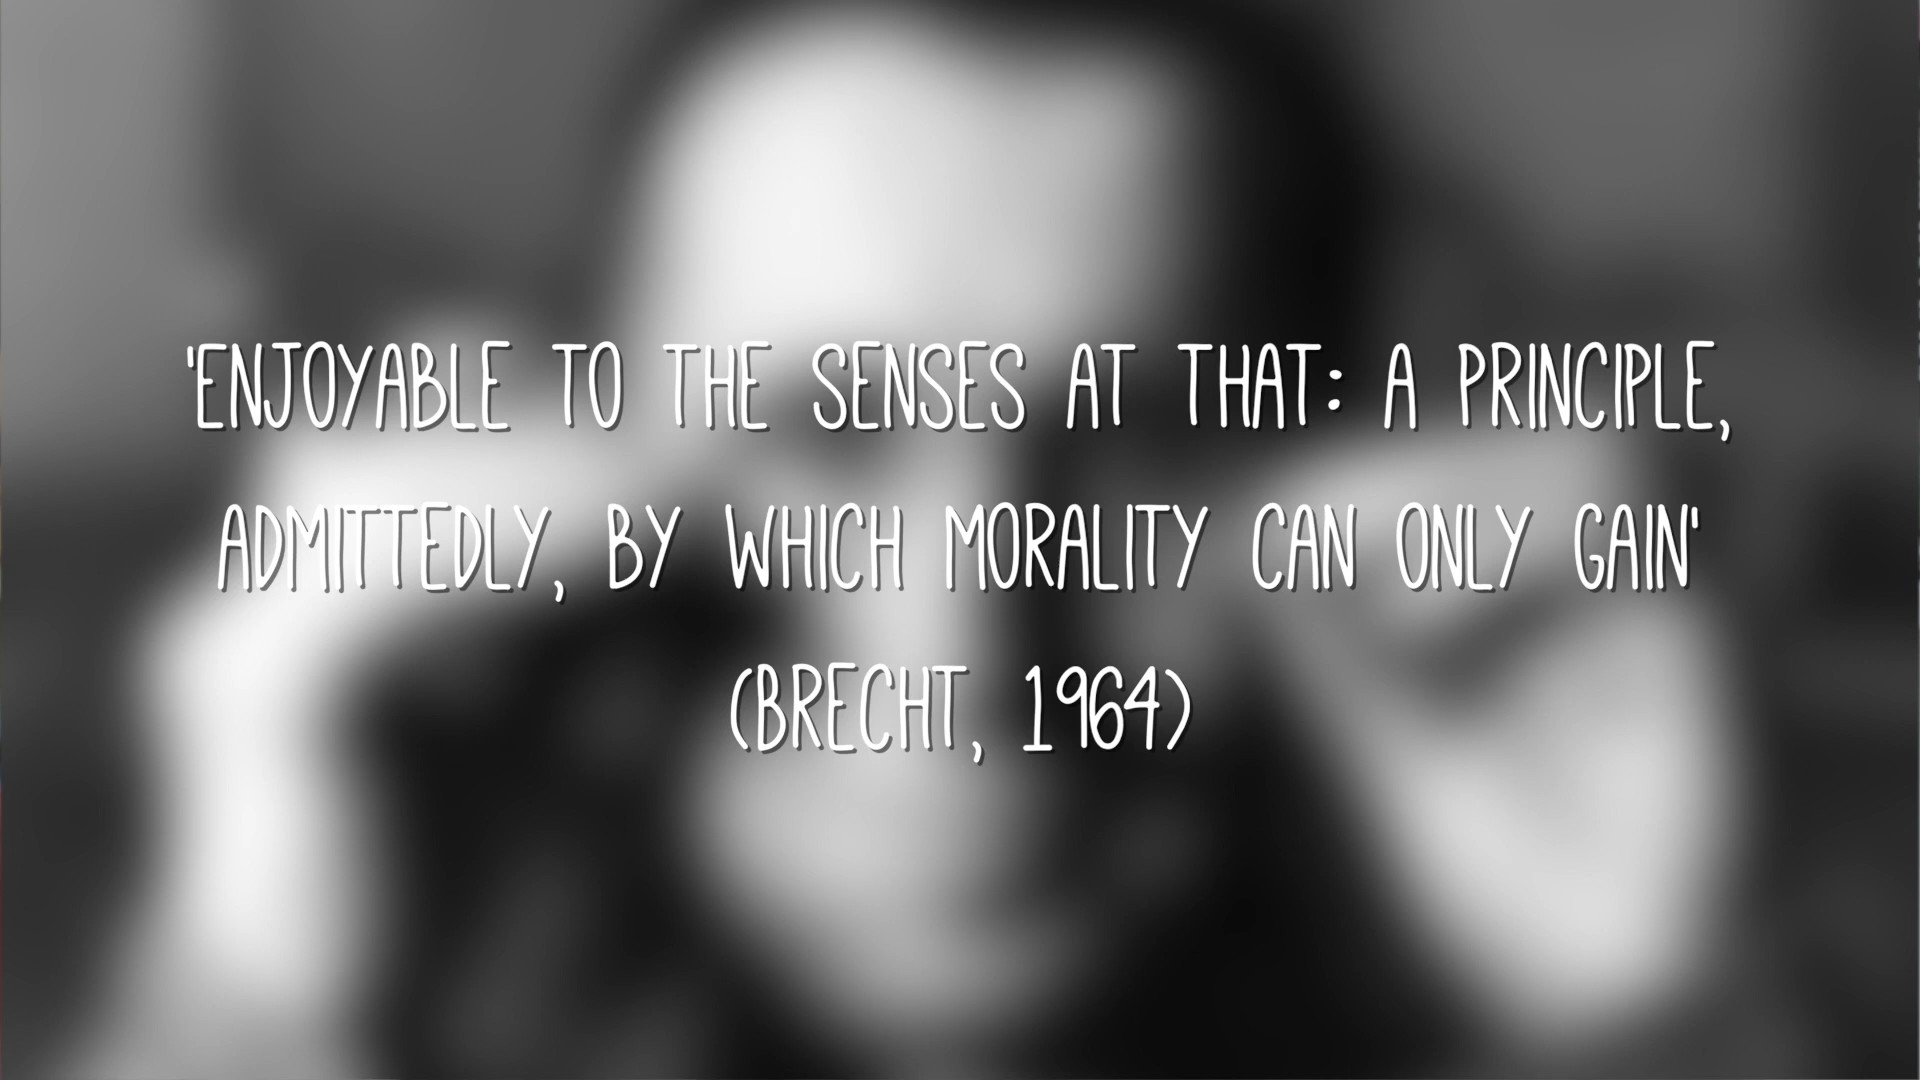 'ENJOYABLE TO THE SENSES AT THAT: A PRINCIPLE,
ADMITTEDLY, BY WHICH MORALITY CAN ONLY GAIN'
(BRECHT, 1964)